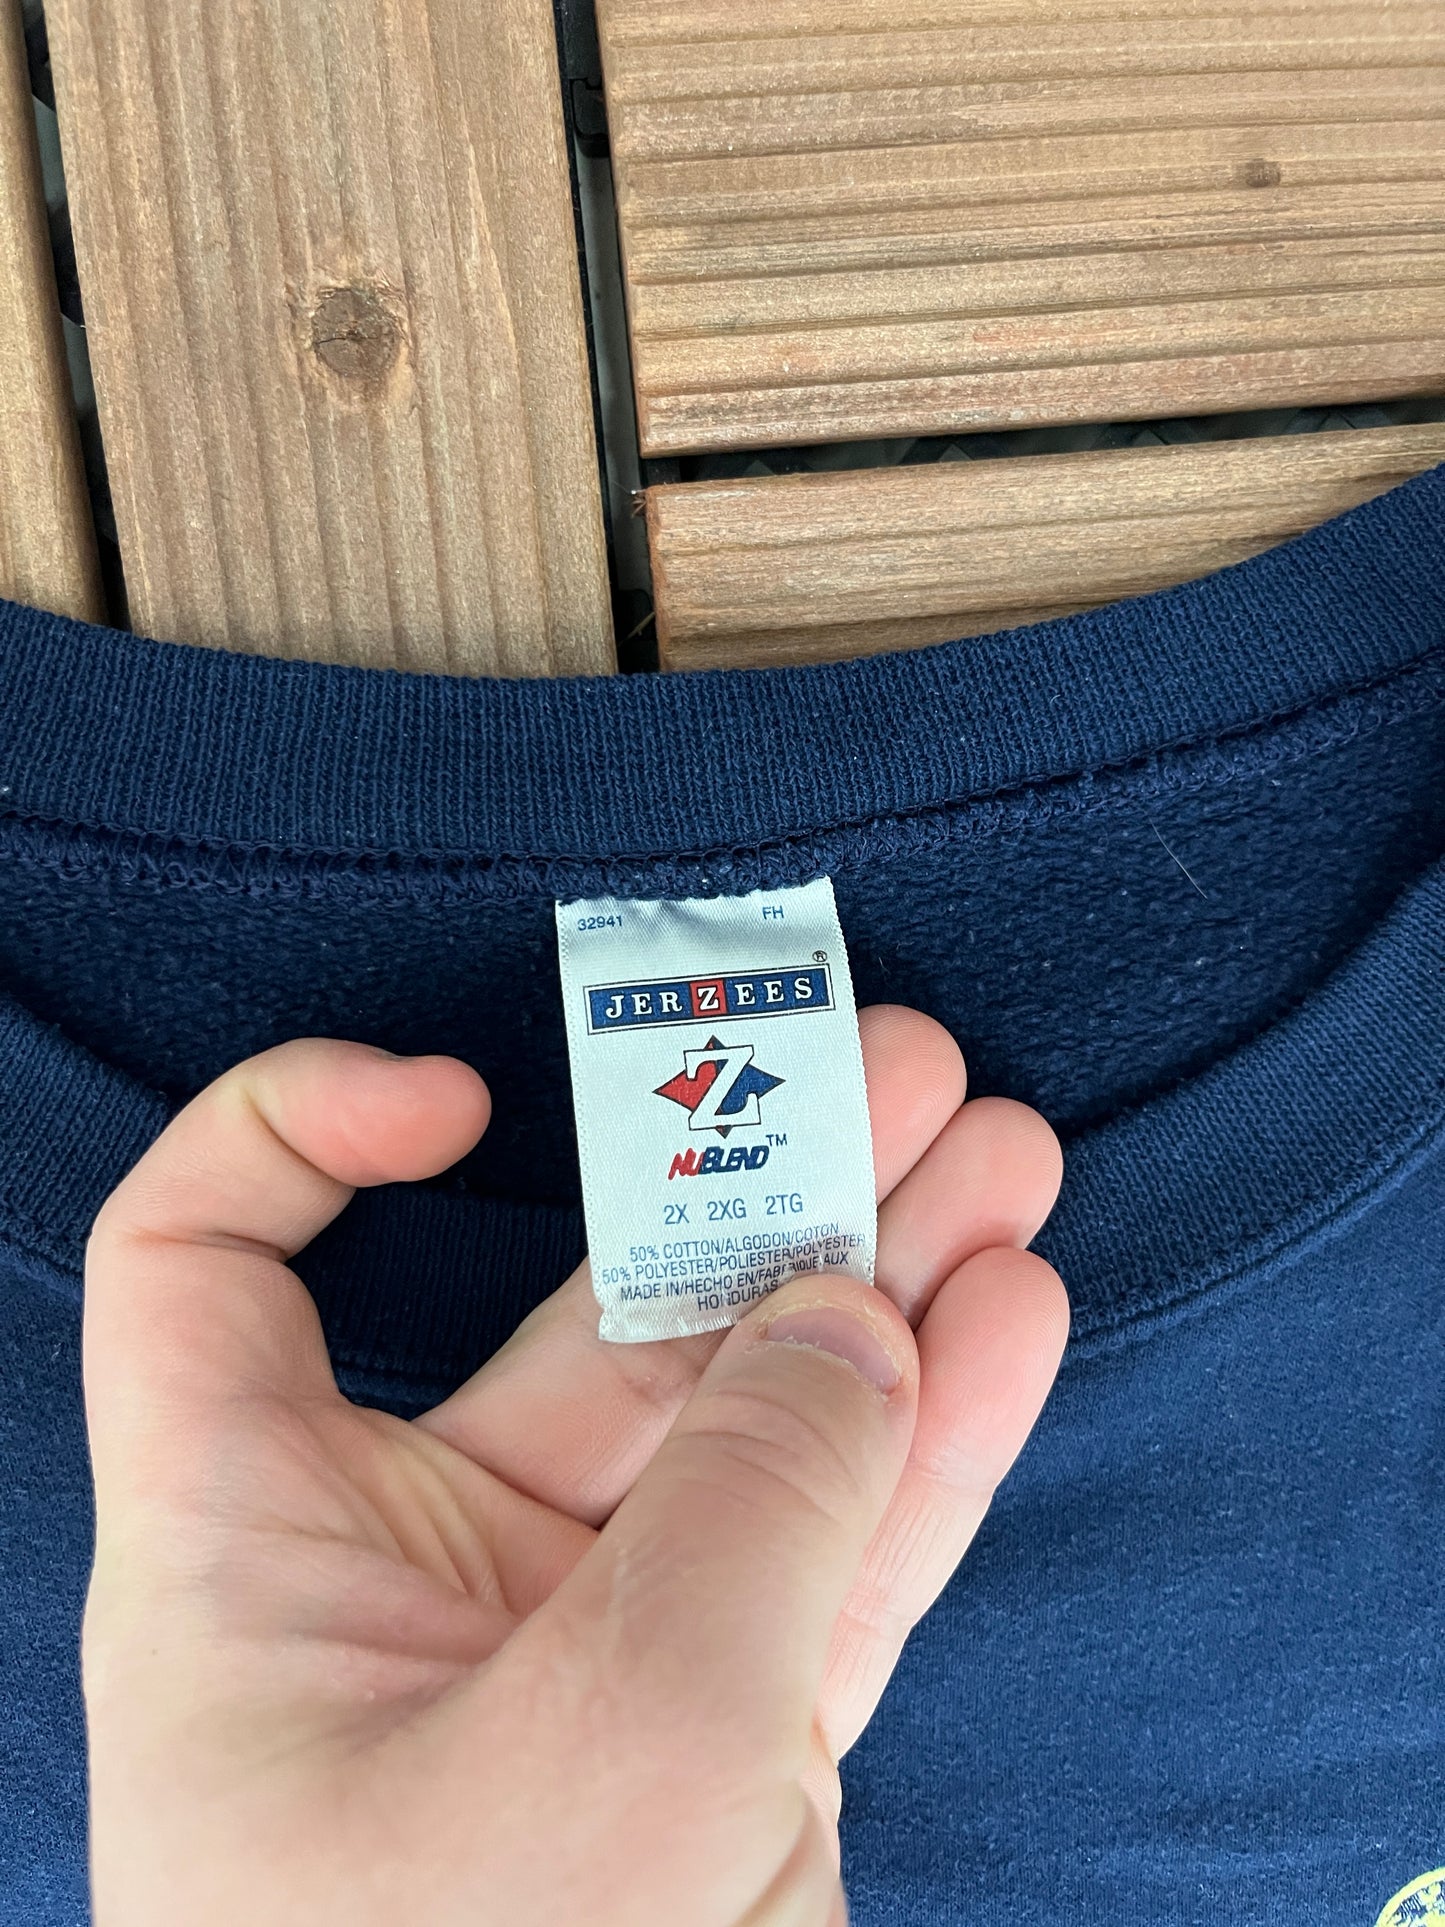 32941 FH
JERZEES®
Z
NUBLEND™
2X 2XG 2TG
50% COTTON/ALGODON/COTON
50% POLYESTER/POLIESTER/POLYESTER
MADE IN/HECHO EN/FABRIQUE AUX
HONDURAS